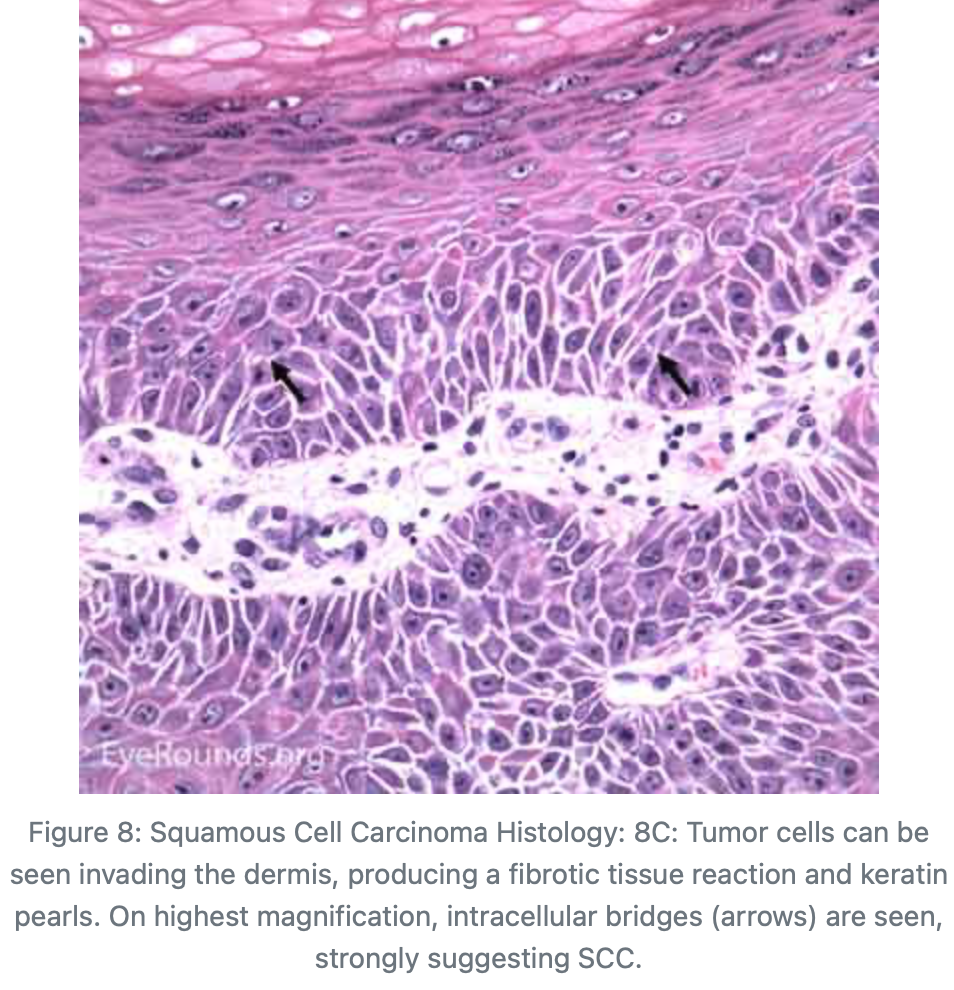 EyeRounds.org
Figure 8: Squamous Cell Carcinoma Histology: 8C: Tumor cells can be
seen invading the dermis, producing a fibrotic tissue reaction and keratin
pearls. On highest magnification, intracellular bridges (arrows) are seen,
strongly suggesting SCC.